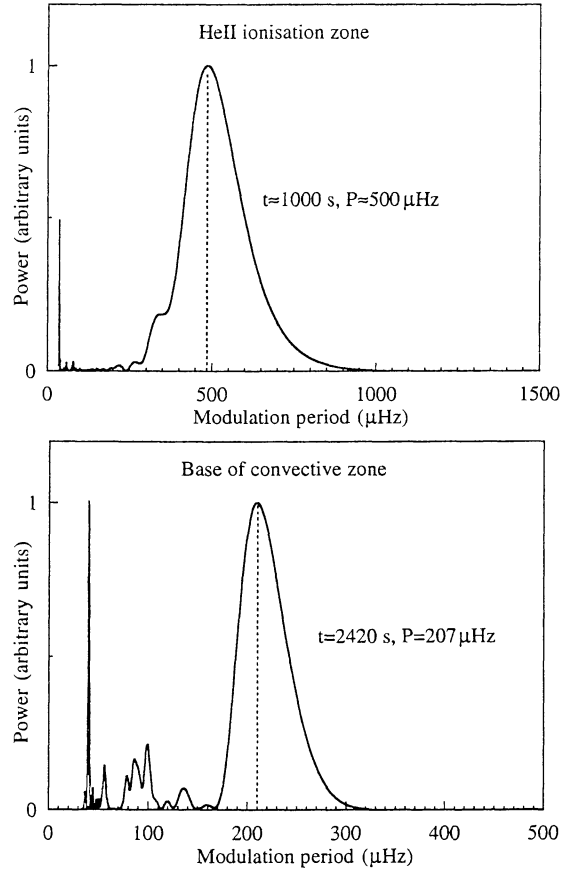 HeII ionisation zone
1
Power (arbitrary units)
t≈1000 s, P≈500 μHz
0
0 500 1000 1500
Modulation period (μHz)
Base of convective zone
1
Power (arbitrary units)
t=2420 s, P=207 μHz
0
0 100 200 300 400 500
Modulation period (μHz)